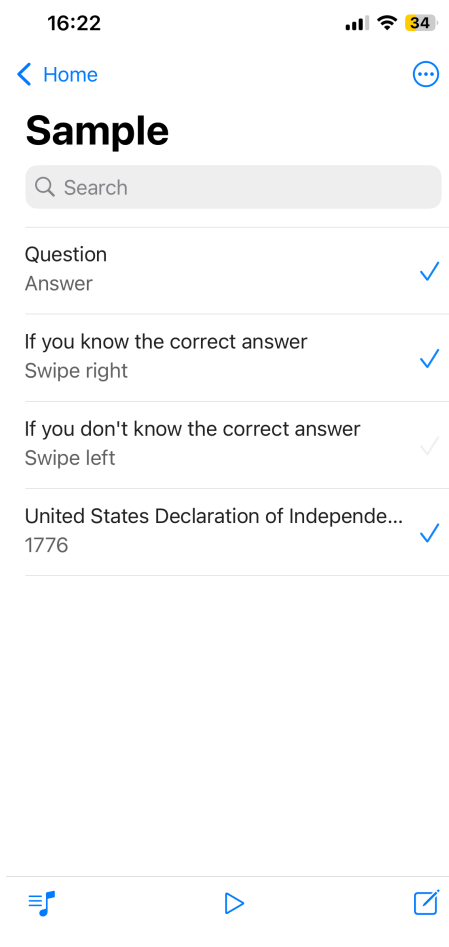 16:22
34
Home
Sample
Search
Question
Answer
If you know the correct answer
Swipe right
If you don't know the correct answer
Swipe left
United States Declaration of Independe...
1776